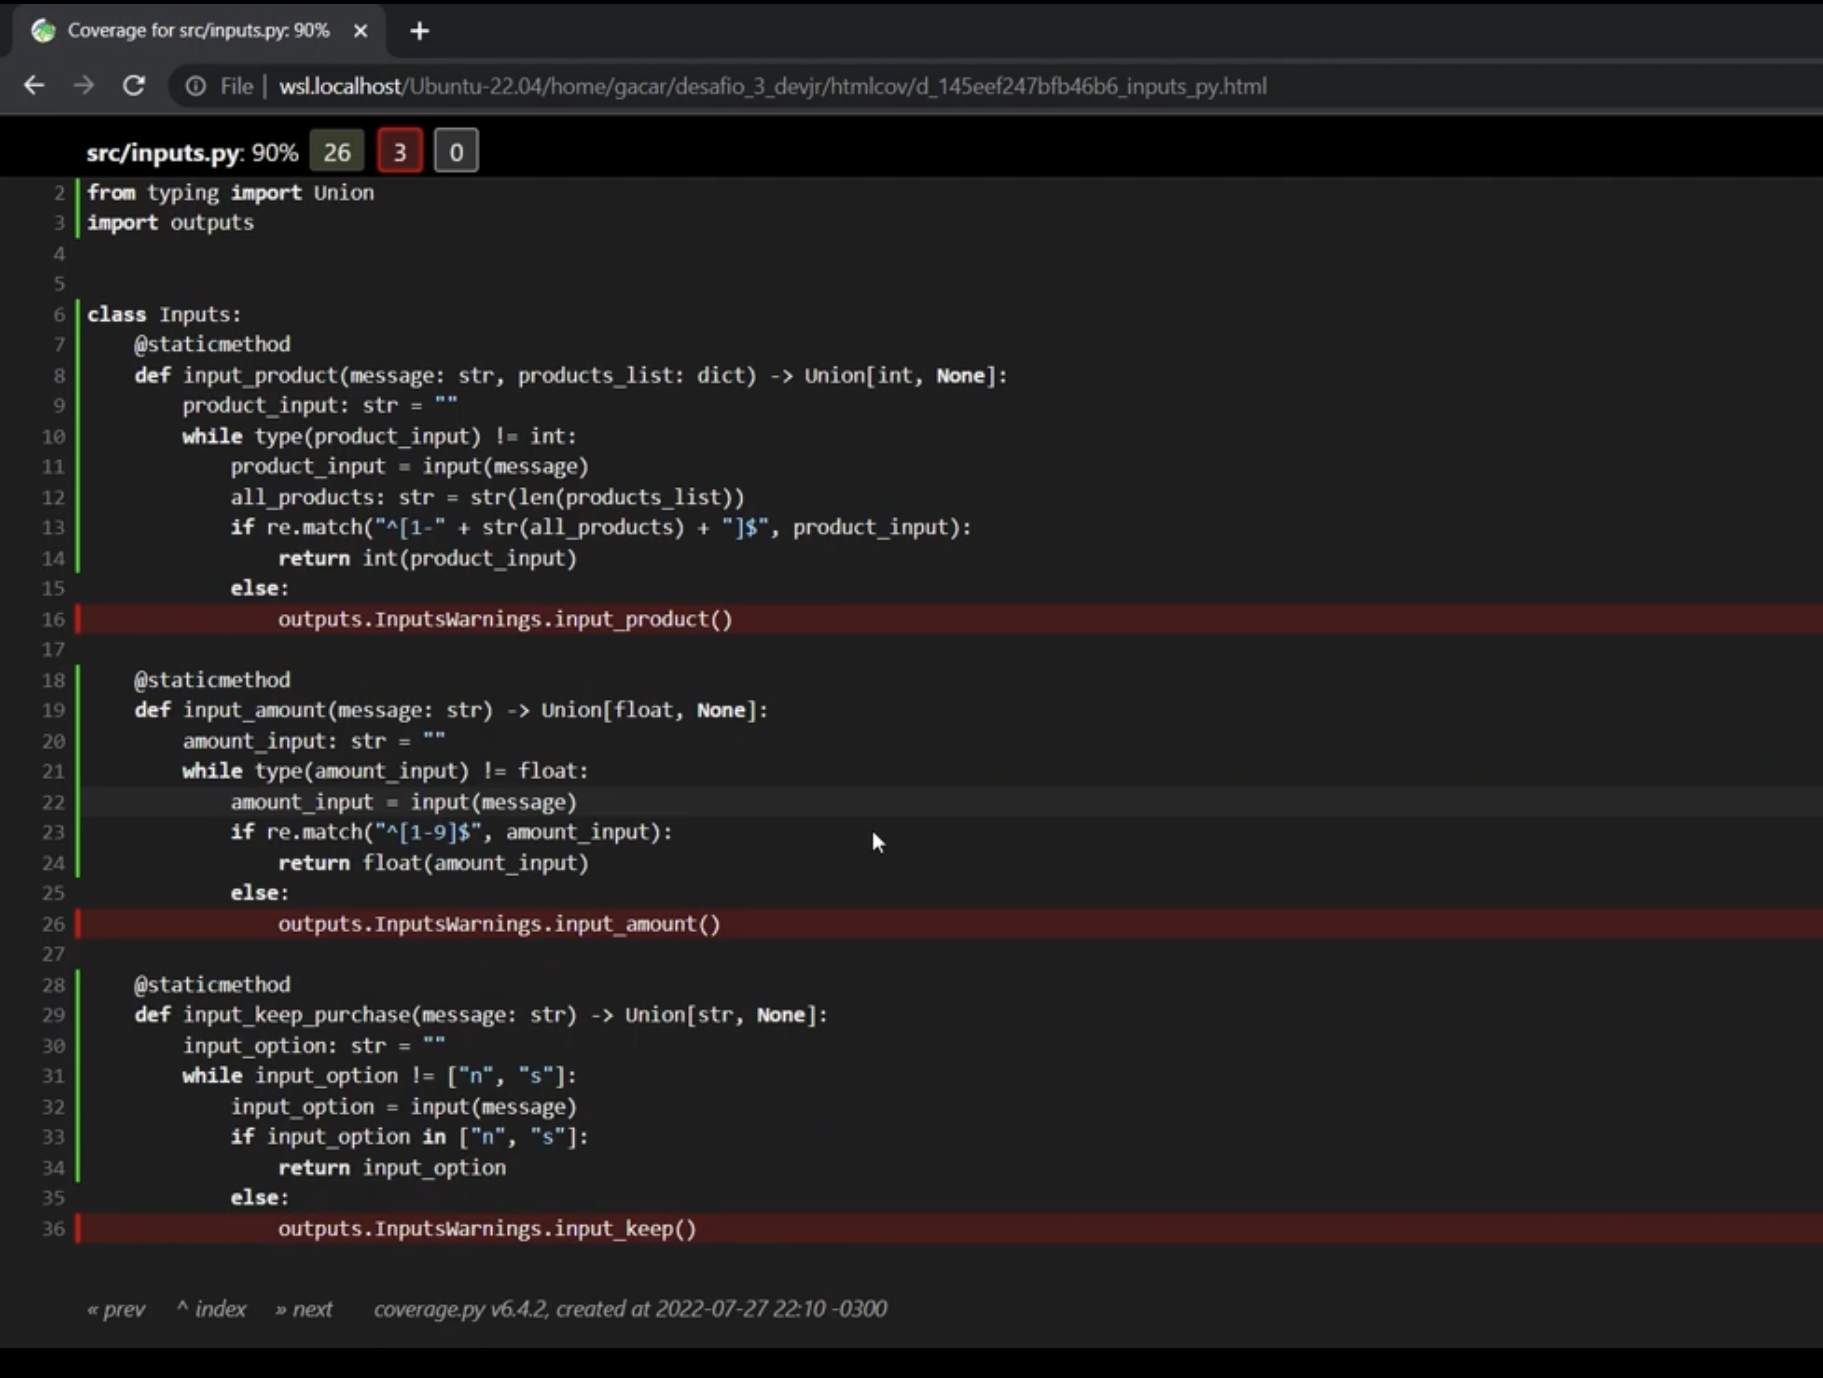 Coverage for src/inputs.py: 90%
File | wsl.localhost/Ubuntu-22.04/home/gacar/desafio_3_devjr/htmlcov/d_145eef247bfb46b6_inputs_py.html
src/inputs.py: 90% 26 3 0
2 from typing import Union
3 import outputs
4
5
6 class Inputs:
7     @staticmethod
8     def input_product(message: str, products_list: dict) -> Union[int, None]:
9         product_input: str = ""
10         while type(product_input) != int:
11             product_input = input(message)
12             all_products: str = str(len(products_list))
13             if re.match("^[1-" + str(all_products) + "]$", product_input):
14                 return int(product_input)
15             else:
16                 outputs.InputsWarnings.input_product()
17
18     @staticmethod
19     def input_amount(message: str) -> Union[float, None]:
20         amount_input: str = ""
21         while type(amount_input) != float:
22             amount_input = input(message)
23             if re.match("^[1-9]$", amount_input):
24                 return float(amount_input)
25             else:
26                 outputs.InputsWarnings.input_amount()
27
28     @staticmethod
29     def input_keep_purchase(message: str) -> Union[str, None]:
30         input_option: str = ""
31         while input_option != ["n", "s"]:
32             input_option = input(message)
33             if input_option in ["n", "s"]:
34                 return input_option
35             else:
36                 outputs.InputsWarnings.input_keep()
« prev ^ index » next coverage.py v6.4.2, created at 2022-07-27 22:10 -0300